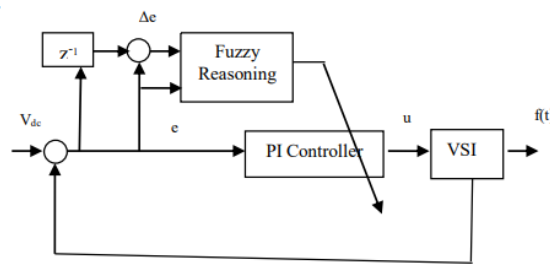 Δe
Z⁻¹
Fuzzy
Reasoning
V_dc
e
PI Controller
u
VSI
f(t